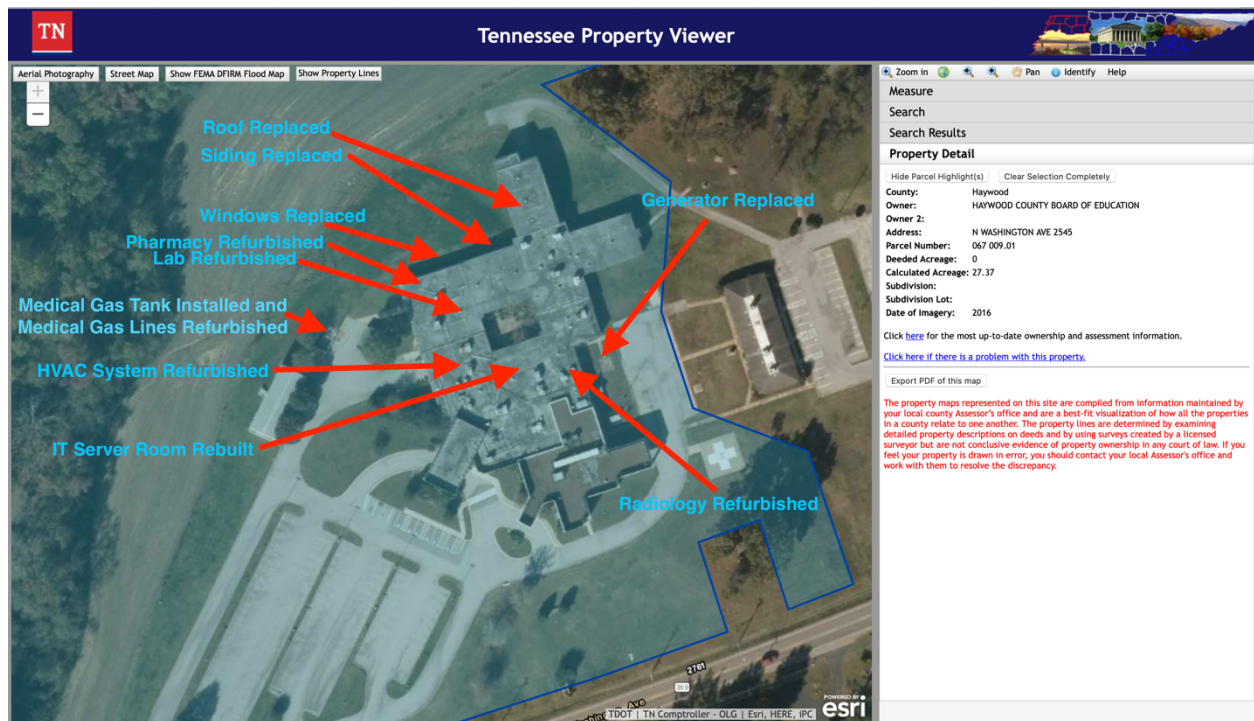 TN
Tennessee Property Viewer
Aerial Photography
Street Map
Show FEMA DFIRM Flood Map
Show Property Lines
+
−
Roof Replaced
Siding Replaced
Generator Replaced
Windows Replaced
Pharmacy Refurbished
Lab Refurbished
Medical Gas Tank Installed and
Medical Gas Lines Refurbished
HVAC System Refurbished
IT Server Room Rebuilt
Radiology Refurbished
2761
369
TDOT | TN Comptroller - OLG | Esri, HERE, iPC
POWERED BY
esri
Zoom in
Pan
Identify
Help
Measure
Search
Search Results
Property Detail
Hide Parcel Highlight(s)
Clear Selection Completely
County: Haywood
Owner: HAYWOOD COUNTY BOARD OF EDUCATION
Owner 2:
Address: N WASHINGTON AVE 2545
Parcel Number: 067 009.01
Deeded Acreage: 0
Calculated Acreage: 27.37
Subdivision:
Subdivision Lot:
Date of Imagery: 2016
Click here for the most up-to-date ownership and assessment information.
Click here if there is a problem with this property.
Export PDF of this map
The property maps represented on this site are compiled from information maintained by
your local county Assessor's office and are a best-fit visualization of how all the properties
in a county relate to one another. The property lines are determined by examining
detailed property descriptions on deeds and by using surveys created by a licensed
surveyor but are not conclusive evidence of property ownership in any court of law. If you
feel your property is drawn in error, you should contact your local Assessor's office and
work with them to resolve the discrepancy.